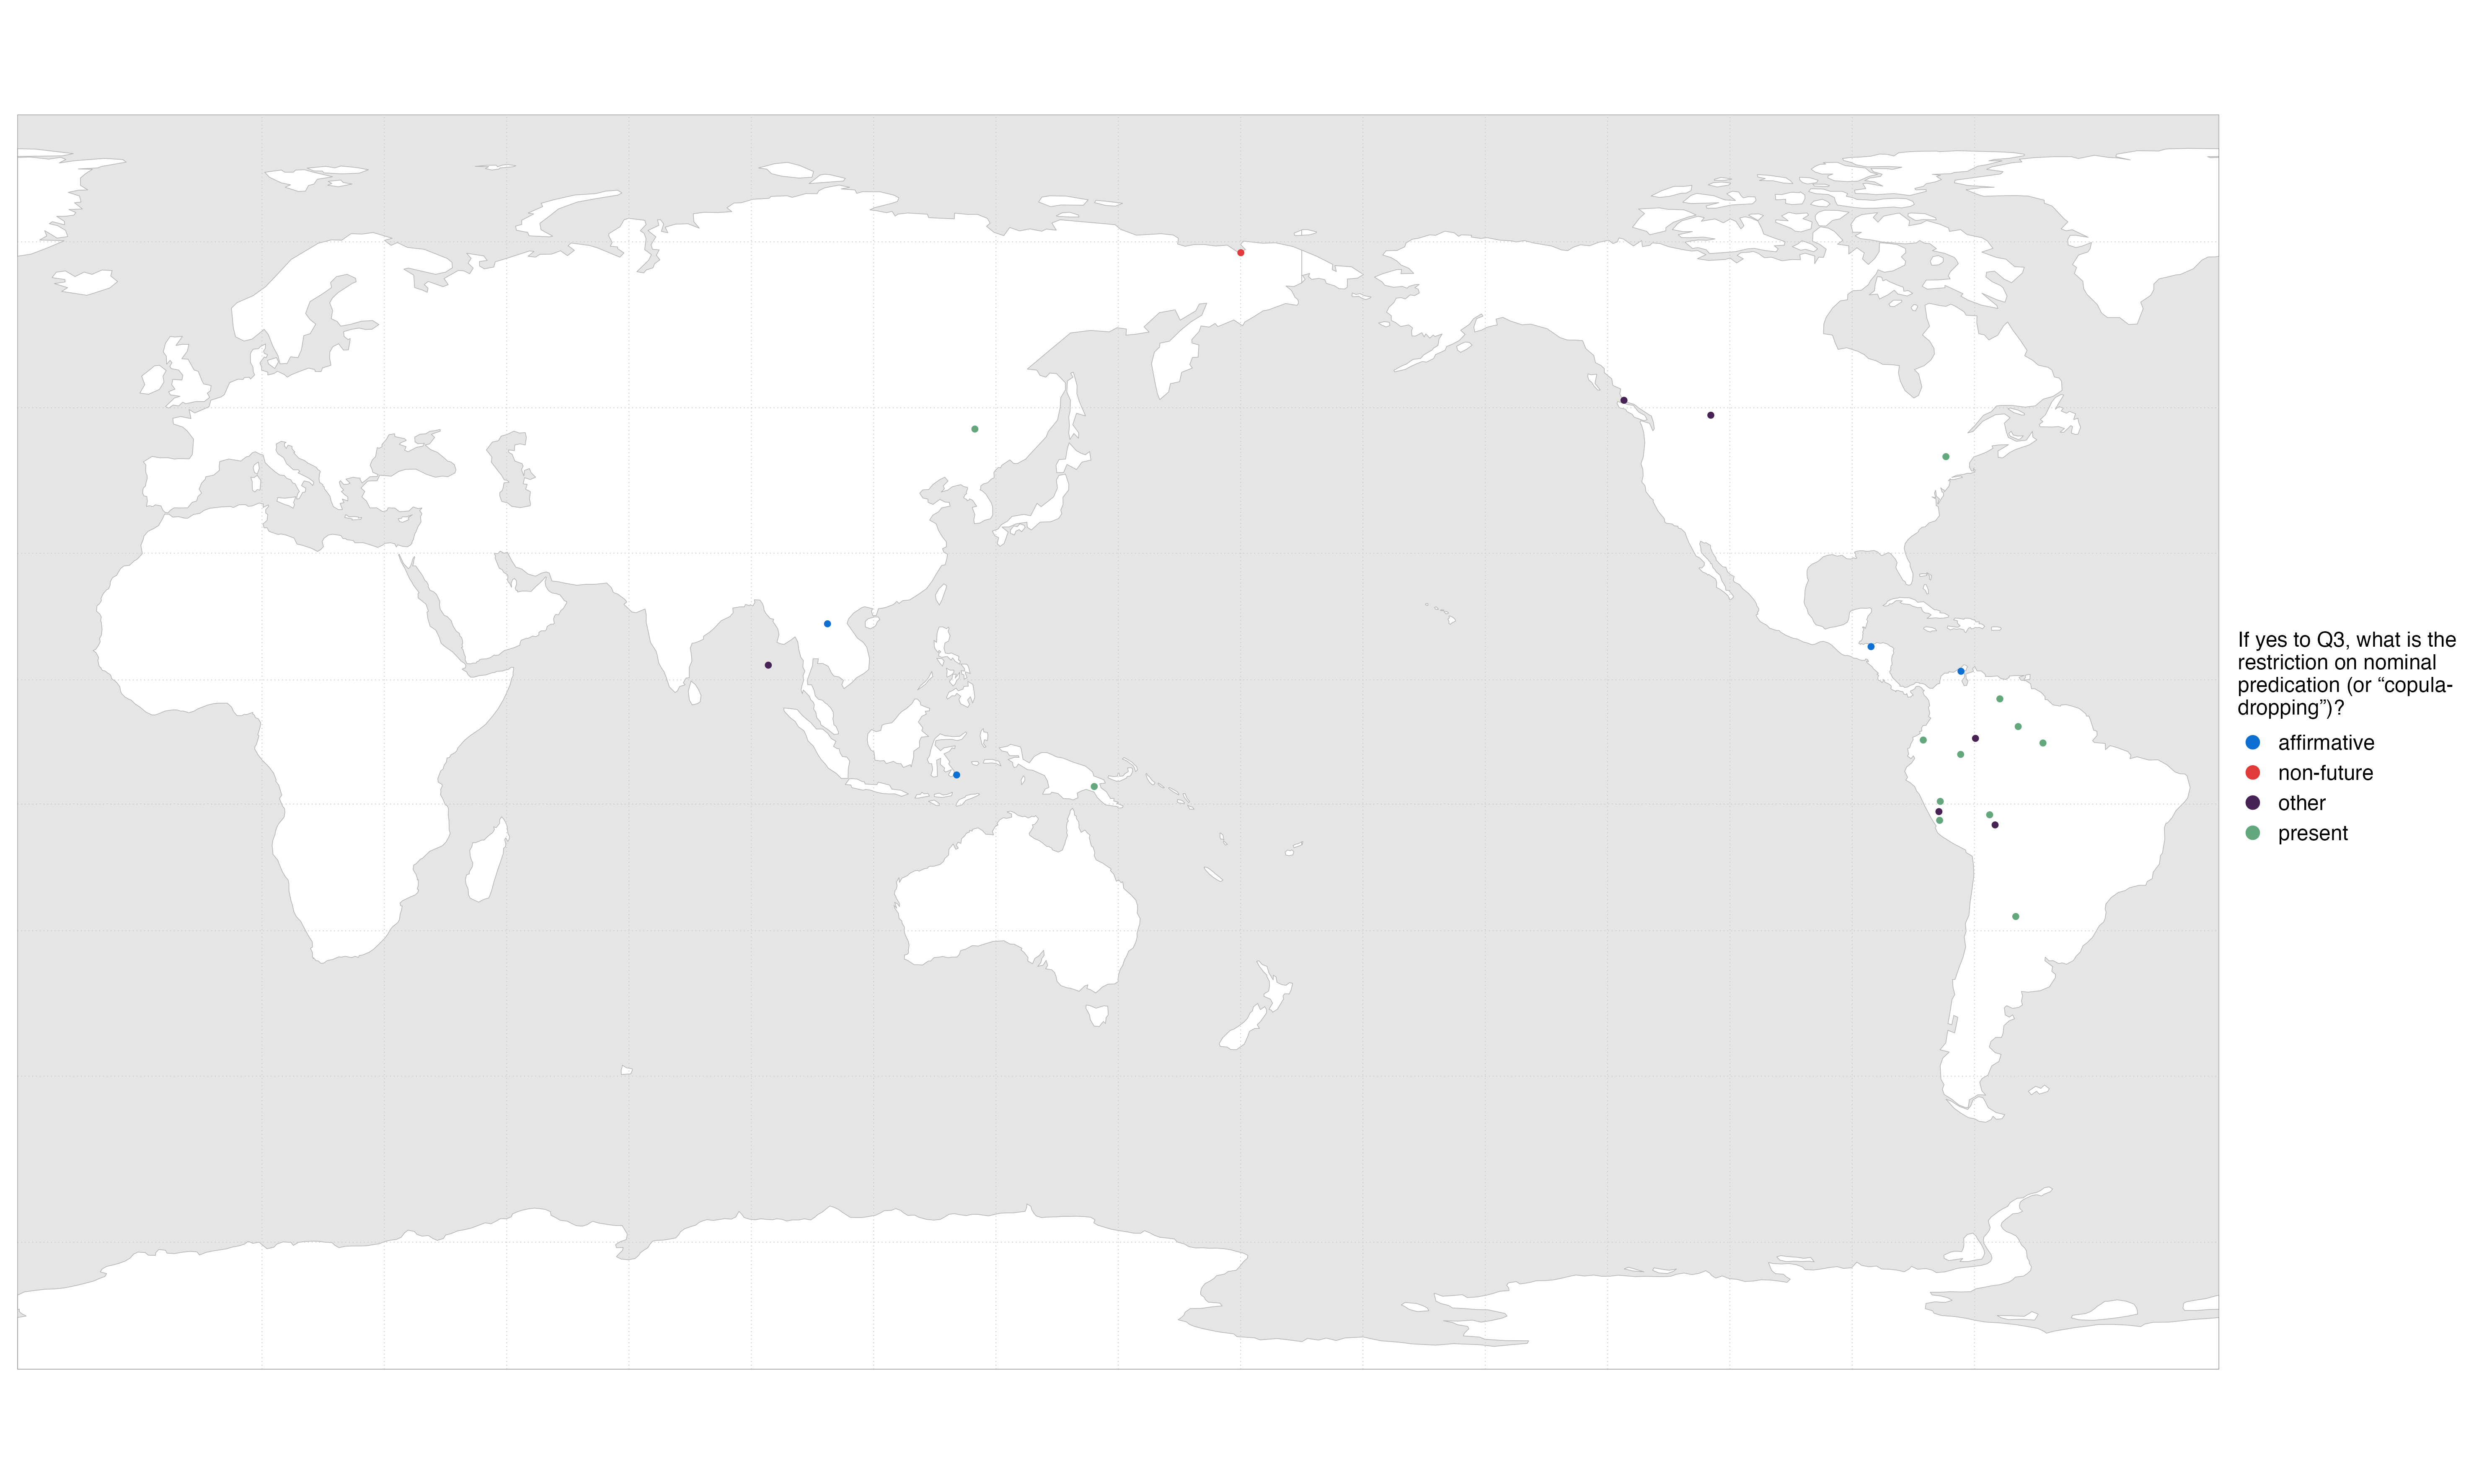 If yes to Q3, what is the
restriction on nominal
predication (or “copula-
dropping”)?
affirmative
non-future
other
present